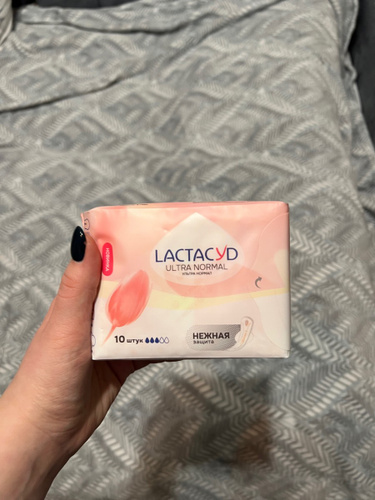 LACTACYD
ULTRA NORMAL
УЛЬТРА НОРМАЛ
10 штук
НЕЖНАЯ
защита